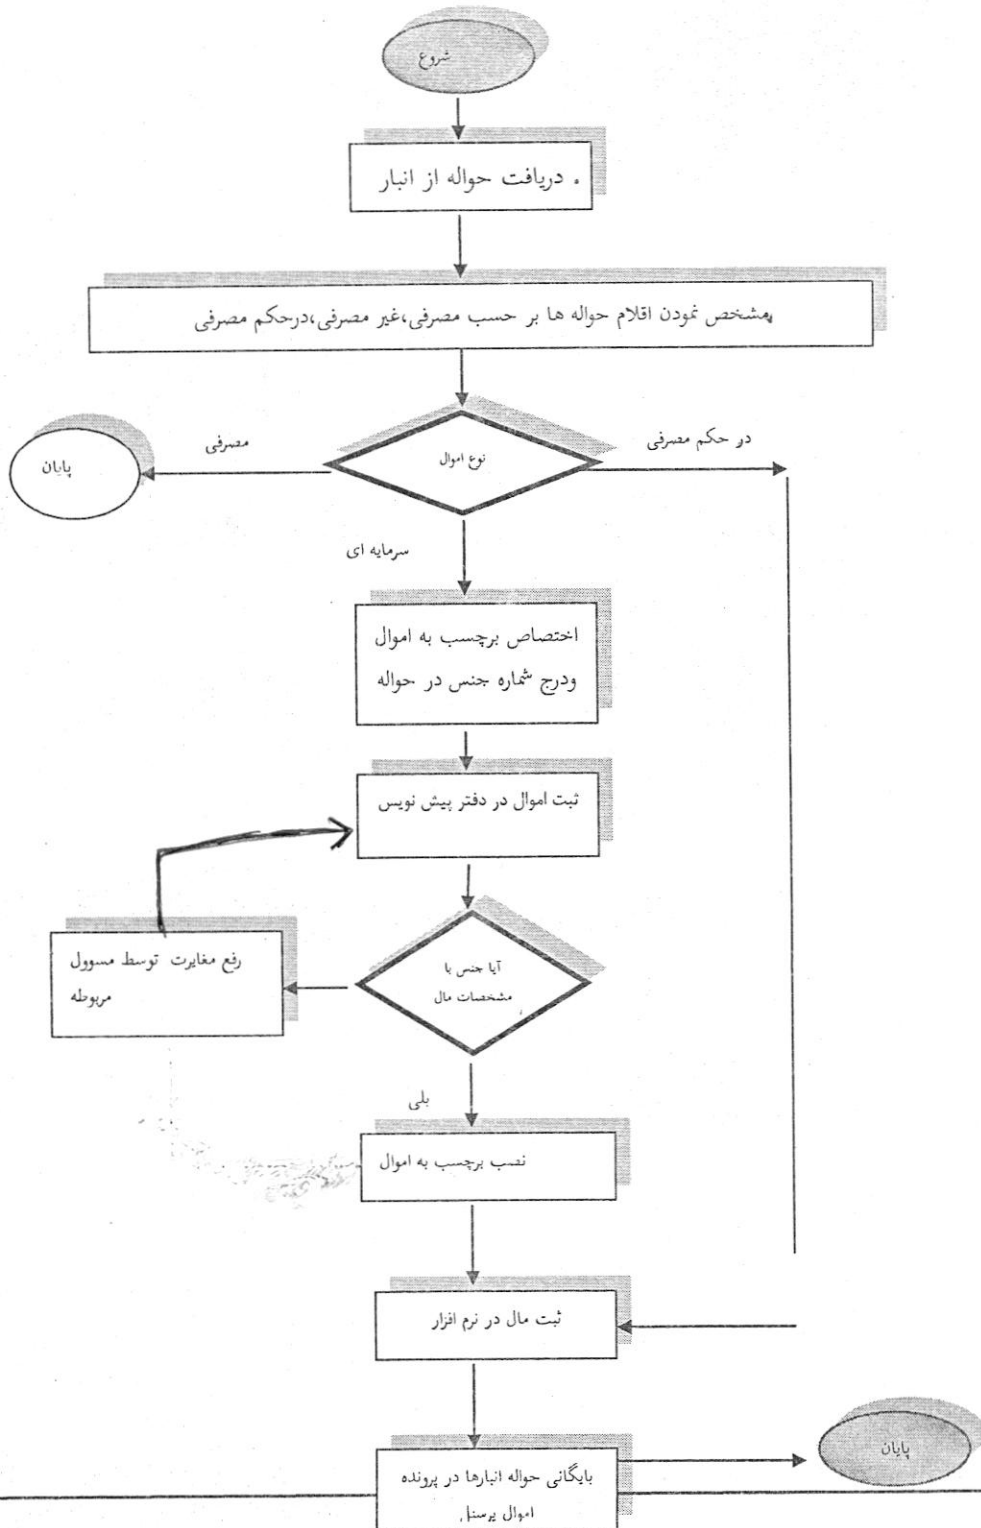 شروع
. دریافت حواله از انبار
مشخص نمودن اقلام حواله ها بر حسب مصرفی،غیر مصرفی،درحکم مصرفی
در حکم مصرفی
نوع اموال
مصرفی
پایان
سرمایه ای
اختصاص برچسب به اموال
ودرج شماره جنس در حواله
ثبت اموال در دفتر پیش نویس
آیا جنس با
مشخصات مال
رفع مغایرت توسط مسوول
مربوطه
بلی
نصب برچسب به اموال
ثبت مال در نرم افزار
بایگانی حواله انبارها در پرونده
اموال پرسنل
پایان